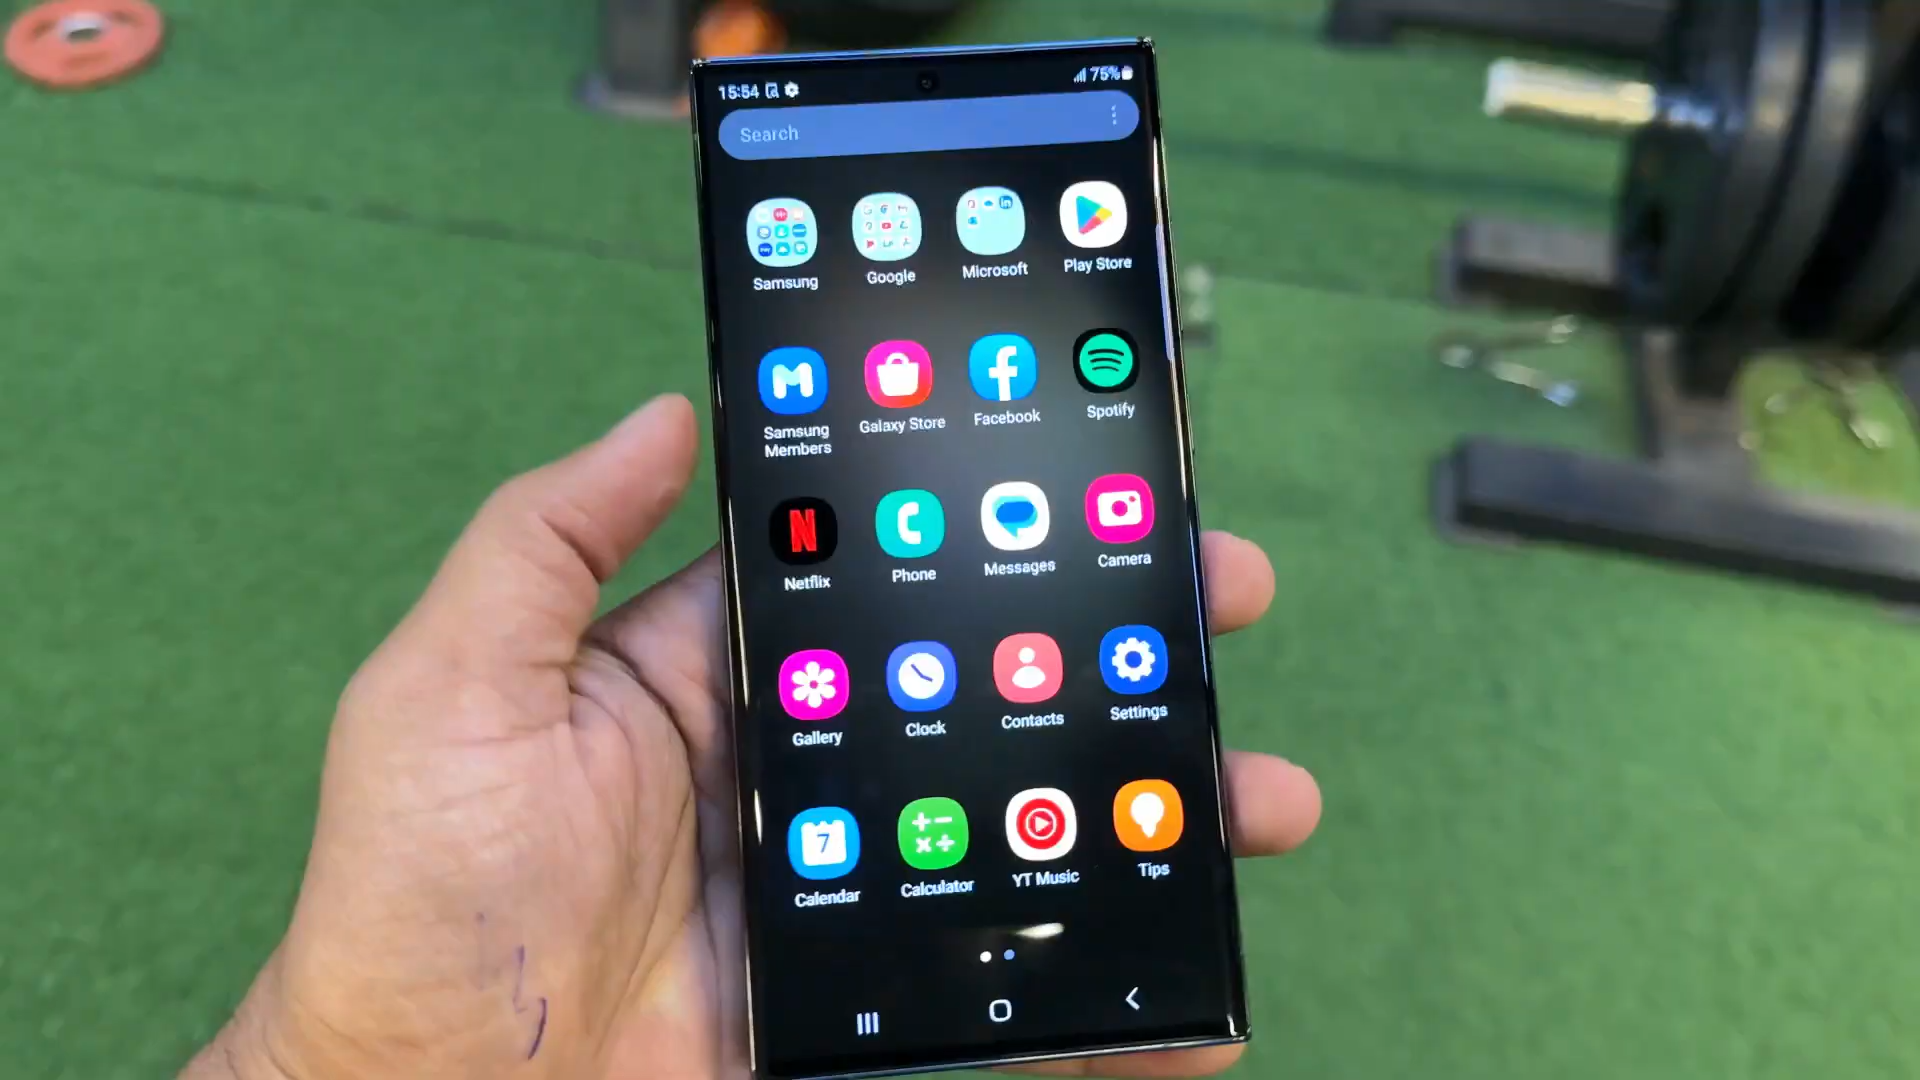 15:54
75%
Search
Samsung
Google
Microsoft
Play Store
Samsung
Members
Galaxy Store
Facebook
Spotify
Netflix
Phone
Messages
Camera
Gallery
Clock
Contacts
Settings
7
Calendar
Calculator
YT Music
Tips